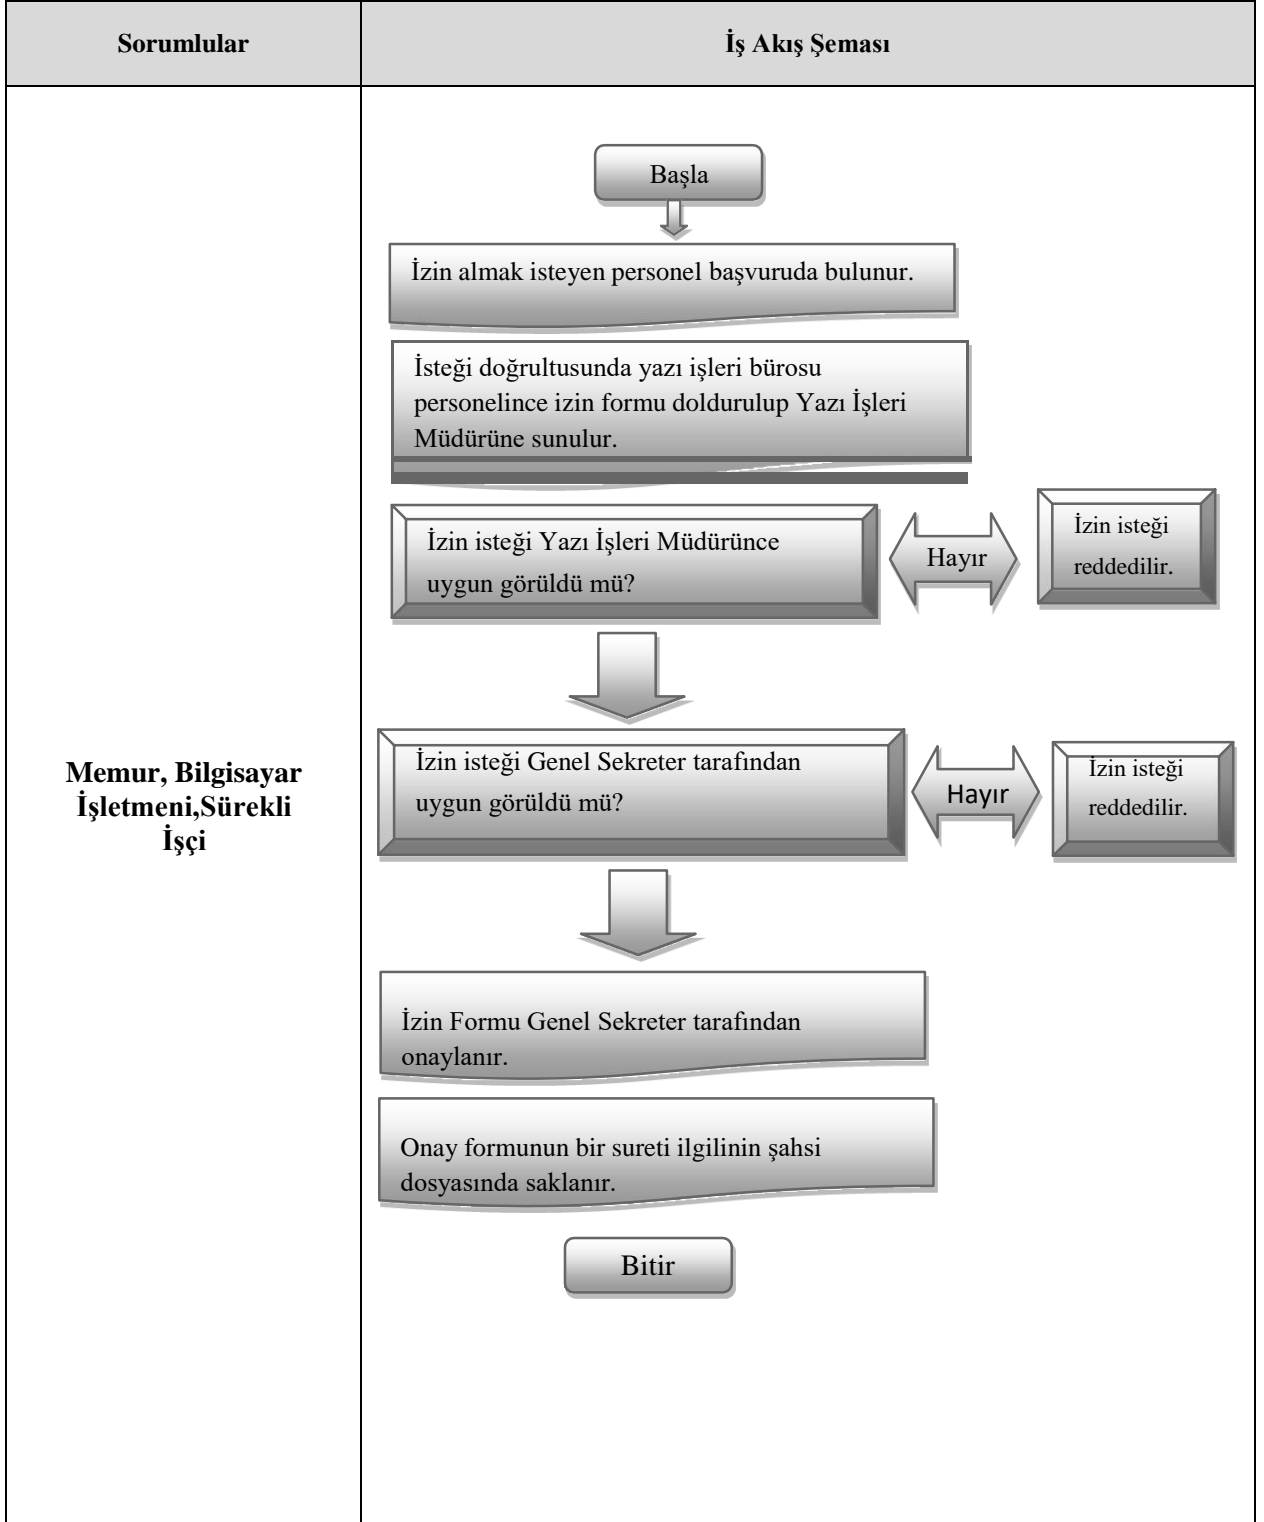 Sorumlular
İş Akış Şeması
Memur, Bilgisayar
İşletmeni,Sürekli
İşçi
Başla
İzin almak isteyen personel başvuruda bulunur.
İsteği doğrultusunda yazı işleri bürosu
personelince izin formu doldurulup Yazı İşleri
Müdürüne sunulur.
İzin isteği Yazı İşleri Müdürünce
uygun görüldü mü?
Hayır
İzin isteği
reddedilir.
İzin isteği Genel Sekreter tarafından
uygun görüldü mü?
Hayır
İzin isteği
reddedilir.
İzin Formu Genel Sekreter tarafından
onaylanır.
Onay formunun bir sureti ilgilinin şahsi
dosyasında saklanır.
Bitir